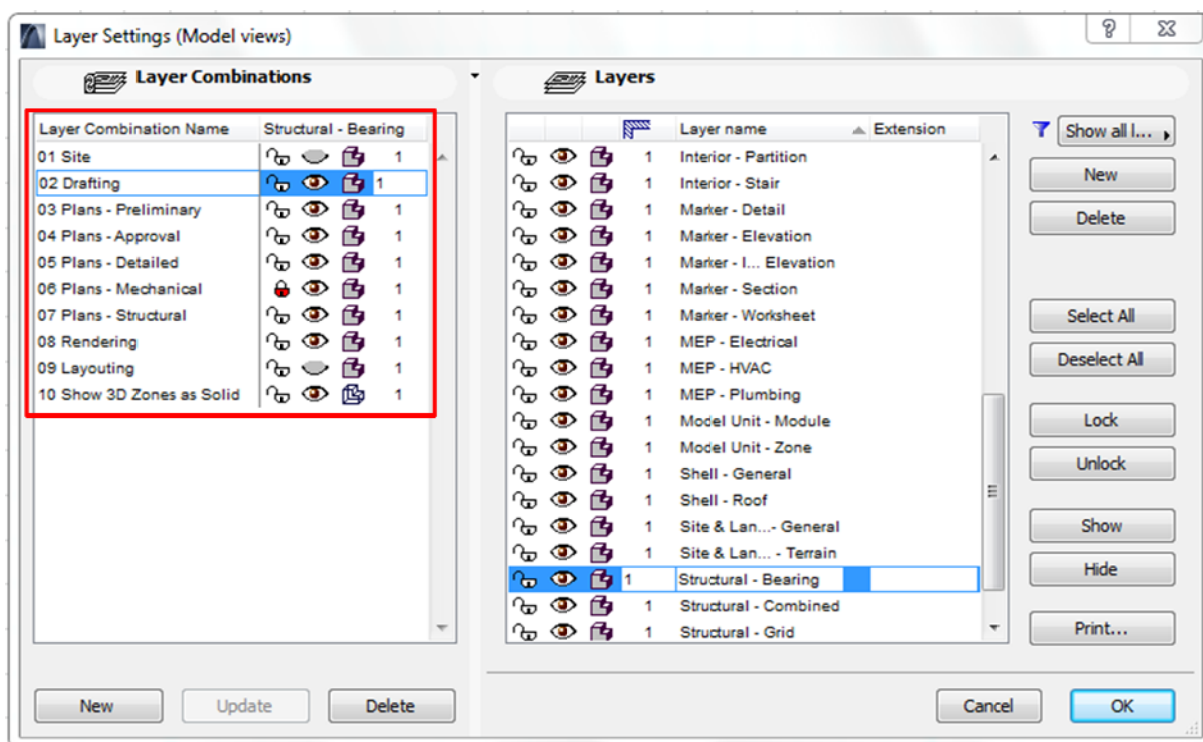 Layer Settings (Model views)
Layer Combinations
Layer Combination Name Structural - Bearing
01 Site 1
02 Drafting 1
03 Plans - Preliminary 1
04 Plans - Approval 1
05 Plans - Detailed 1
06 Plans - Mechanical 1
07 Plans - Structural 1
08 Rendering 1
09 Layouting 1
10 Show 3D Zones as Solid 1
New Update Delete
Layers
Layer name Extension
1 Interior - Partition
1 Interior - Stair
1 Marker - Detail
1 Marker - Elevation
1 Marker - I... Elevation
1 Marker - Section
1 Marker - Worksheet
1 MEP - Electrical
1 MEP - HVAC
1 MEP - Plumbing
1 Model Unit - Module
1 Model Unit - Zone
1 Shell - General
1 Shell - Roof
1 Site & Lan...- General
1 Site & Lan... - Terrain
1 Structural - Bearing
1 Structural - Combined
1 Structural - Grid
Show all l...
New
Delete
Select All
Deselect All
Lock
Unlock
Show
Hide
Print...
Cancel OK